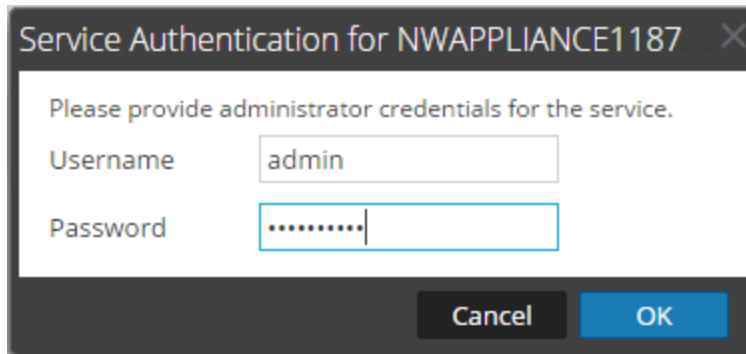 Service Authentication for NWAPPLIANCE1187...
Please provide administrator credentials for the service.
Username admin
Password ••••••••••
Cancel OK